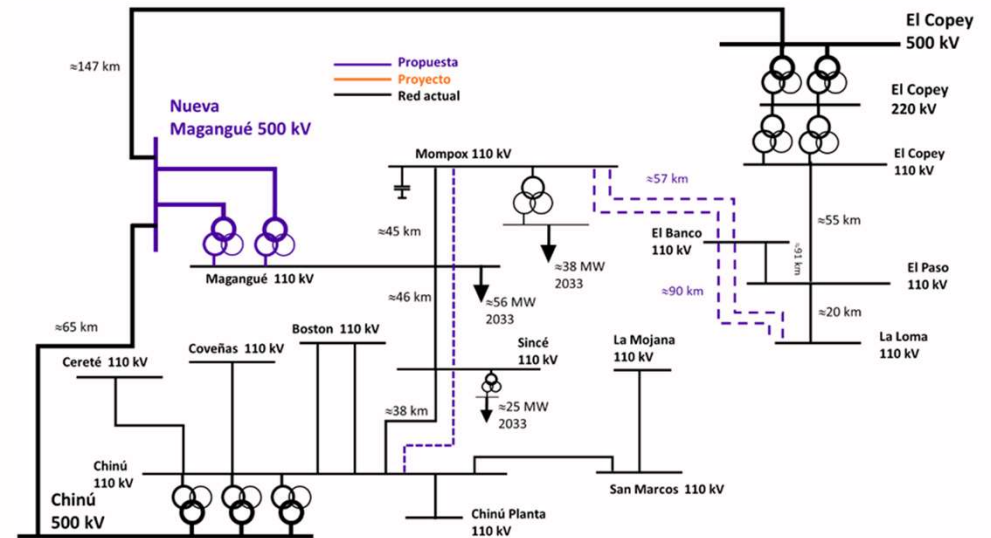 El Copey
500 kV
≈147 km
Propuesta
Proyecto
Red actual
El Copey
220 kV
Nueva
Magangué 500 kV
Mompox 110 kV
El Copey
110 kV
≈57 km
≈55 km
≈45 km
El Banco
110 kV
≈91 km
≈38 MW
2033
Magangué 110 kV
El Paso
110 kV
≈90 km
≈46 km
≈56 MW
2033
≈20 km
≈65 km
Boston 110 kV
Sincé
110 kV
La Mojana
110 kV
La Loma
110 kV
Cereté 110 kV
Coveñas 110 kV
≈38 km
≈25 MW
2033
Chinú
110 kV
San Marcos 110 kV
Chinú
500 kV
Chinú Planta
110 kV